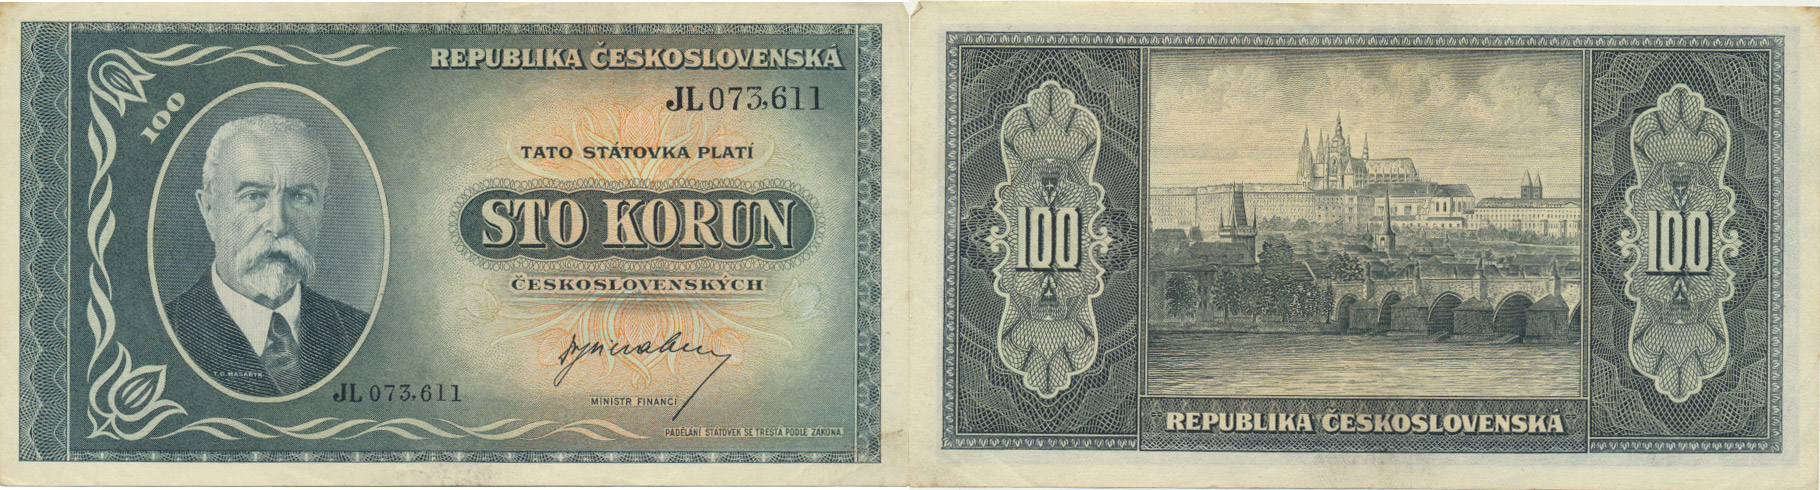 REPUBLIKA ČESKOSLOVENSKÁ
JL 073,611
100
TATO STÁTOVKA PLATÍ
STO KORUN
ČESKOSLOVENSKÝCH
T. G. MASARYK
JL 073,611
MINISTR FINANCÍ
PADĚLÁNÍ STÁTOVEK SE TRESTÁ PODLE ZÁKONA.
100
100
REPUBLIKA ČESKOSLOVENSKÁ